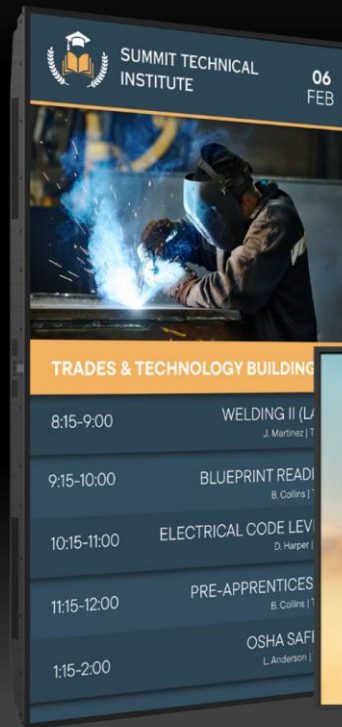 SUMMIT TECHNICAL
INSTITUTE
06
FEB
TRADES & TECHNOLOGY BUILDING
8:15-9:00
WELDING II (LA
J. Martinez | T
9:15-10:00
BLUEPRINT READI
B. Collins | T
10:15-11:00
ELECTRICAL CODE LEV
D. Harper |
11:15-12:00
PRE-APPRENTICES
B. Collins | T
1:15-2:00
OSHA SAF
L. Anderson | T